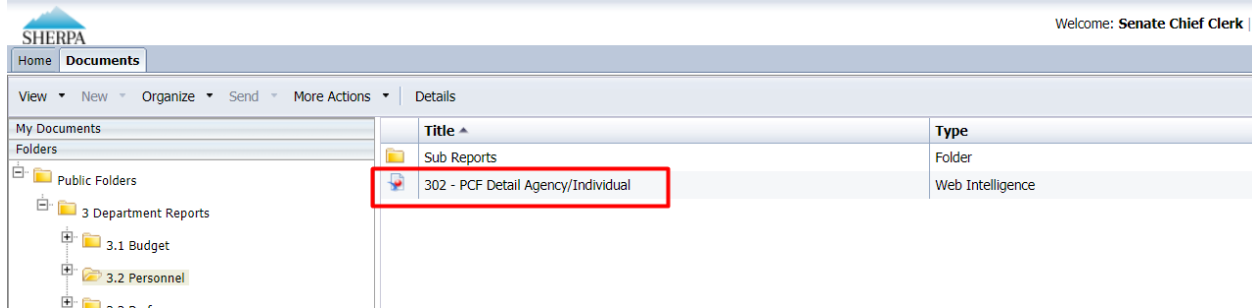 SHERPA
Welcome: Senate Chief Clerk |
Home Documents
View New Organize Send More Actions Details
My Documents
Folders
Public Folders
3 Department Reports
3.1 Budget
3.2 Personnel
Title Type
Sub Reports Folder
302 - PCF Detail Agency/Individual Web Intelligence